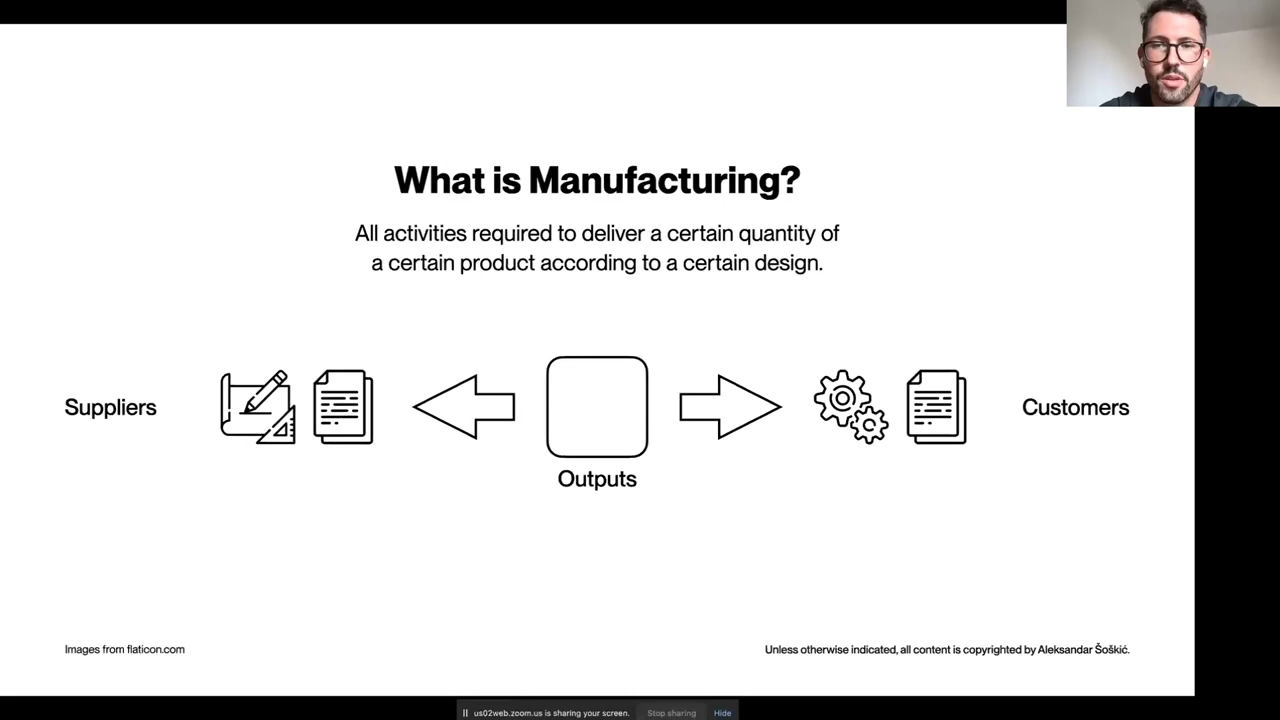 What is Manufacturing?
All activities required to deliver a certain quantity of
a certain product according to a certain design.
Suppliers
Customers
Outputs
Images from flaticon.com
Unless otherwise indicated, all content is copyrighted by Aleksandar Šoškić.
us02web.zoom.us is sharing your screen.
Stop sharing
Hide